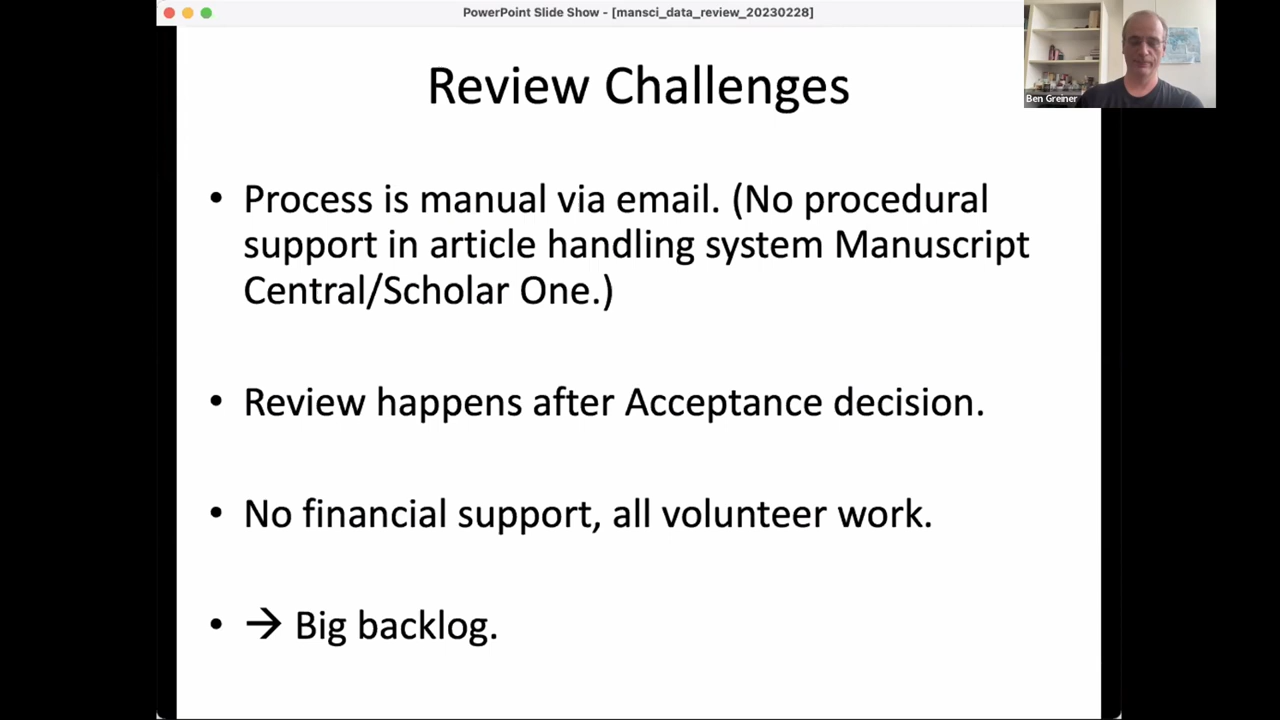 PowerPoint Slide Show - [mansci_data_review_20230228]
Review Challenges
Ben Greiner
• Process is manual via email. (No procedural
support in article handling system Manuscript
Central/Scholar One.)
• Review happens after Acceptance decision.
• No financial support, all volunteer work.
• → Big backlog.